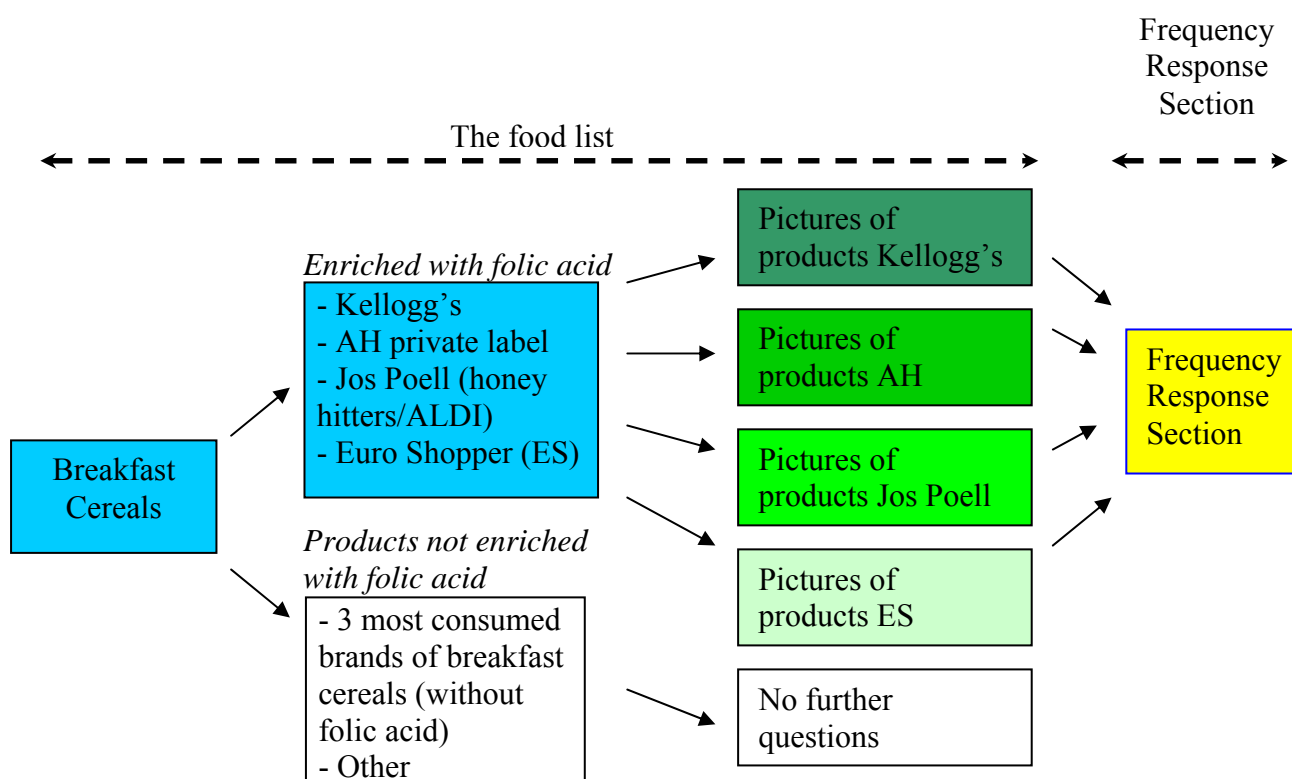 Frequency
Response
Section
The food list
Breakfast
Cereals
Enriched with folic acid
- Kellogg’s
- AH private label
- Jos Poell (honey
hitters/ALDI)
- Euro Shopper (ES)
Products not enriched
with folic acid
- 3 most consumed
brands of breakfast
cereals (without
folic acid)
- Other
Pictures of
products Kellogg’s
Pictures of
products AH
Pictures of
products Jos Poell
Pictures of
products ES
No further
questions
Frequency
Response
Section